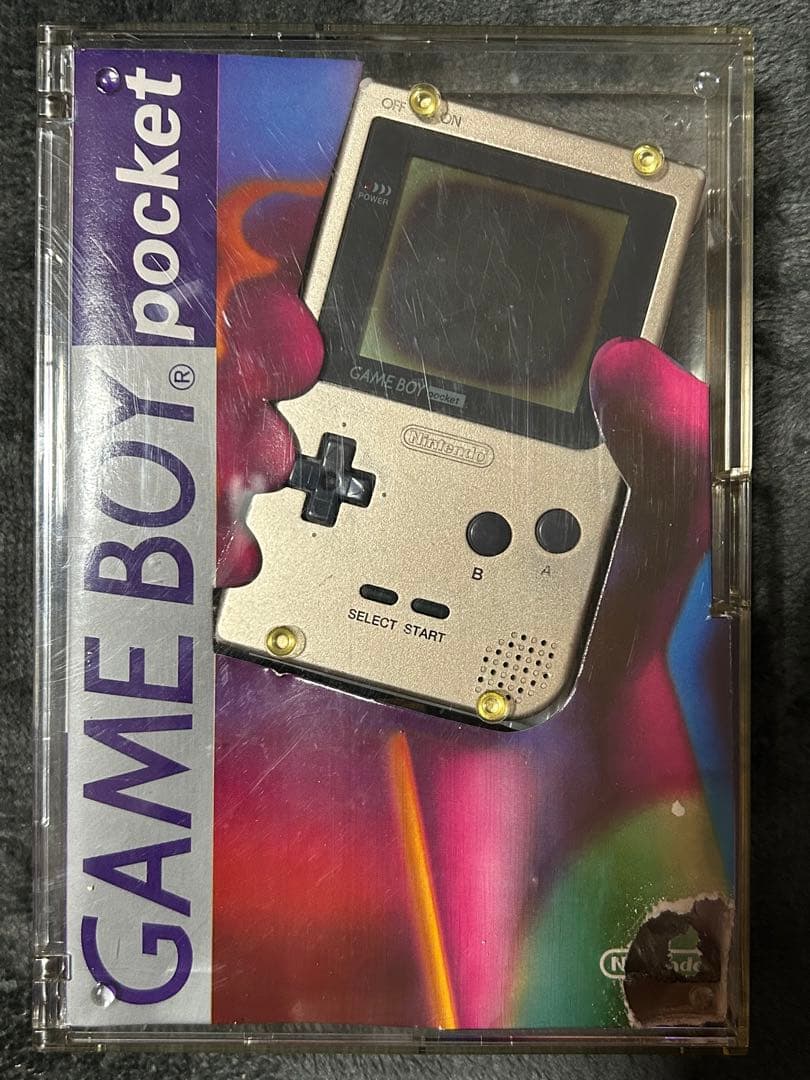 GAME BOY® pocket
OFF ON
POWER
GAME BOY pocket
Nintendo
B A
SELECT START